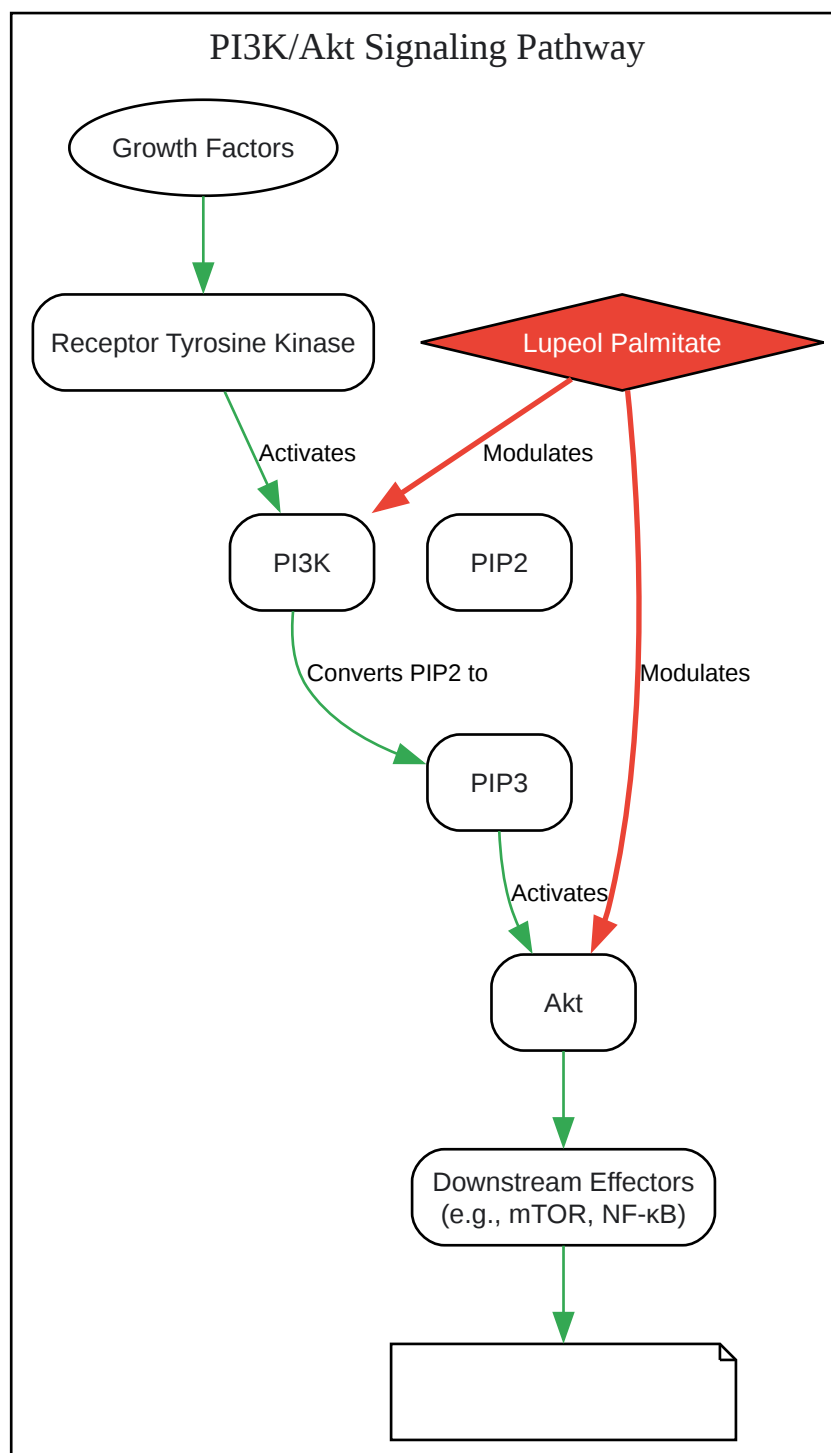 PI3K/Akt Signaling Pathway
Growth Factors
Receptor Tyrosine Kinase
Lupeol Palmitate
Activates
Modulates
PI3K
PIP2
Converts PIP2 to
Modulates
PIP3
Activates
Akt
Downstream Effectors
(e.g., mTOR, NF-κB)